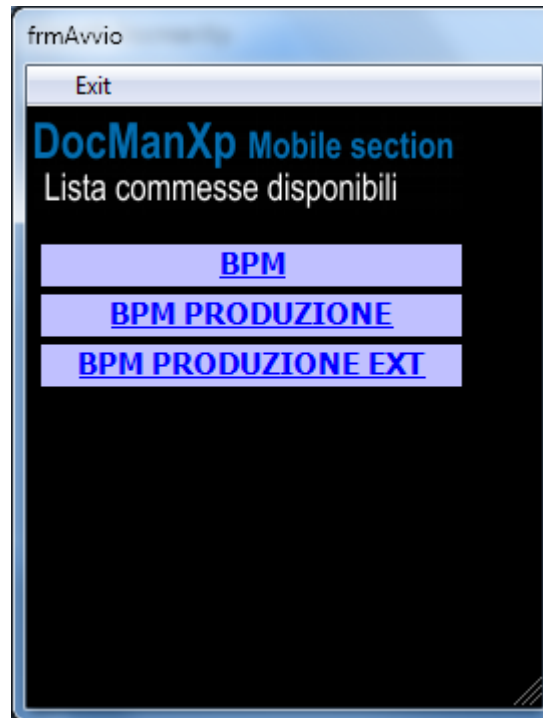 frmAvvio
Exit
DocManXp Mobile section
Lista commesse disponibili
BPM
BPM PRODUZIONE
BPM PRODUZIONE EXT